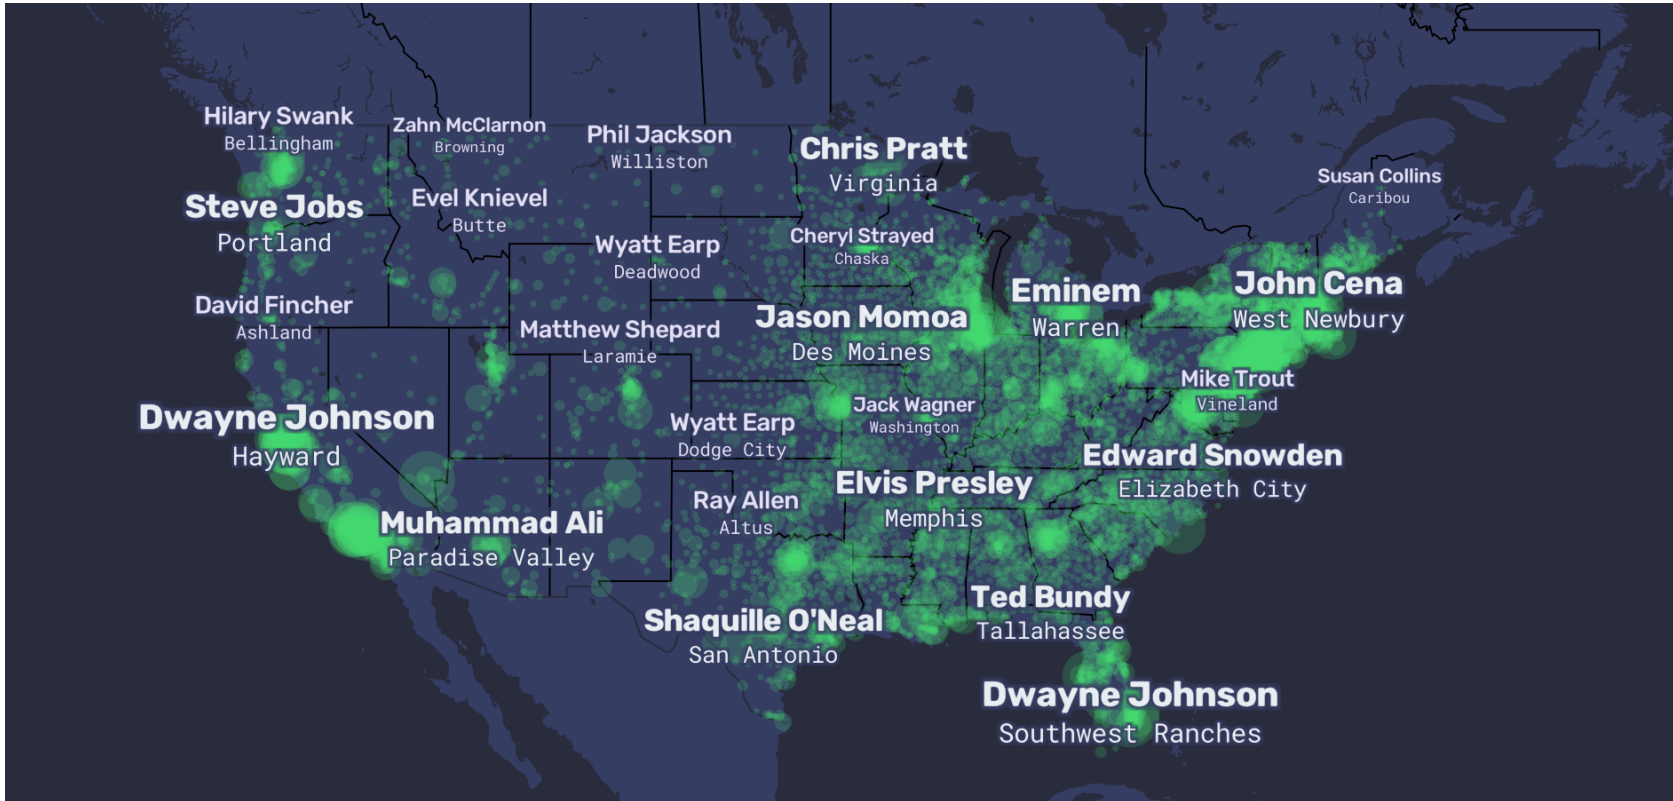 Hilary Swank
Bellingham
Zahn McClarnon
Browning
Phil Jackson
Williston
Chris Pratt
Virginia
Susan Collins
Caribou
Steve Jobs
Portland
Evel Knievel
Butte
Wyatt Earp
Deadwood
Cheryl Strayed
Chaska
John Cena
West Newbury
Eminem
Warren
David Fincher
Ashland
Matthew Shepard
Laramie
Jason Momoa
Des Moines
Mike Trout
Vineland
Dwayne Johnson
Hayward
Wyatt Earp
Dodge City
Jack Wagner
Washington
Edward Snowden
Elizabeth City
Elvis Presley
Memphis
Ray Allen
Altus
Muhammad Ali
Paradise Valley
Ted Bundy
Tallahassee
Shaquille O'Neal
San Antonio
Dwayne Johnson
Southwest Ranches